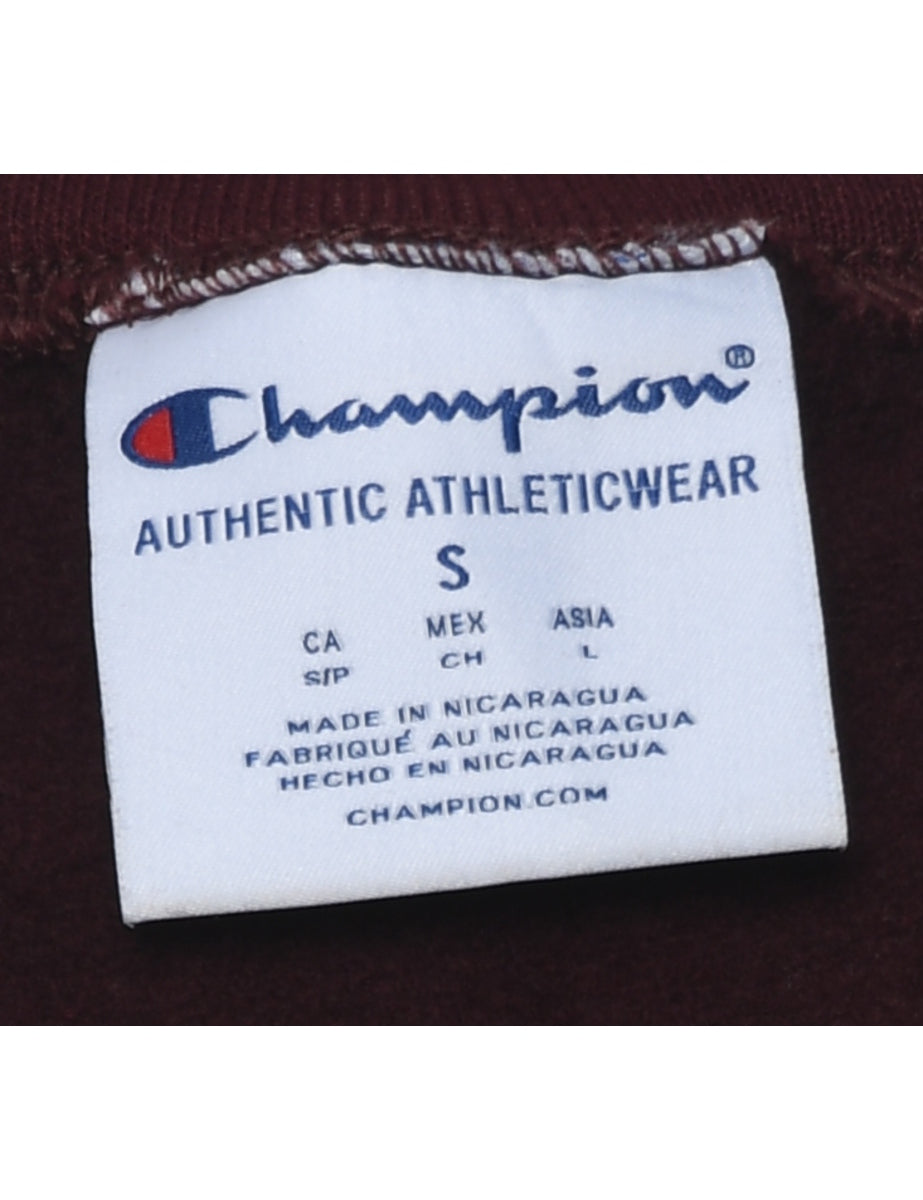 Champion®
AUTHENTIC ATHLETICWEAR
S
CA MEX ASIA
S/P CH L
MADE IN NICARAGUA
FABRIQUÉ AU NICARAGUA
HECHO EN NICARAGUA
CHAMPION.COM